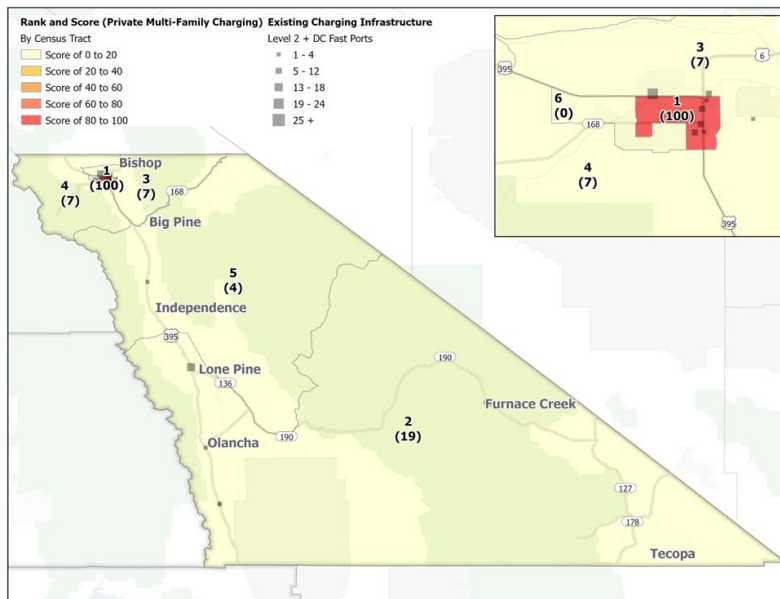 Rank and Score (Private Multi-Family Charging)
By Census Tract
Score of 0 to 20
Score of 20 to 40
Score of 40 to 60
Score of 60 to 80
Score of 80 to 100
Existing Charging Infrastructure
Level 2 + DC Fast Ports
1 - 4
5 - 12
13 - 18
19 - 24
25 +
3
(7)
6
395
6
(0)
1
(100)
168
4
(7)
395
Bishop
1
(100)
3
(7)
4
(7)
168
Big Pine
5
(4)
Independence
395
Lone Pine
136
190
Furnace Creek
2
(19)
Olancha
190
127
178
Tecopa